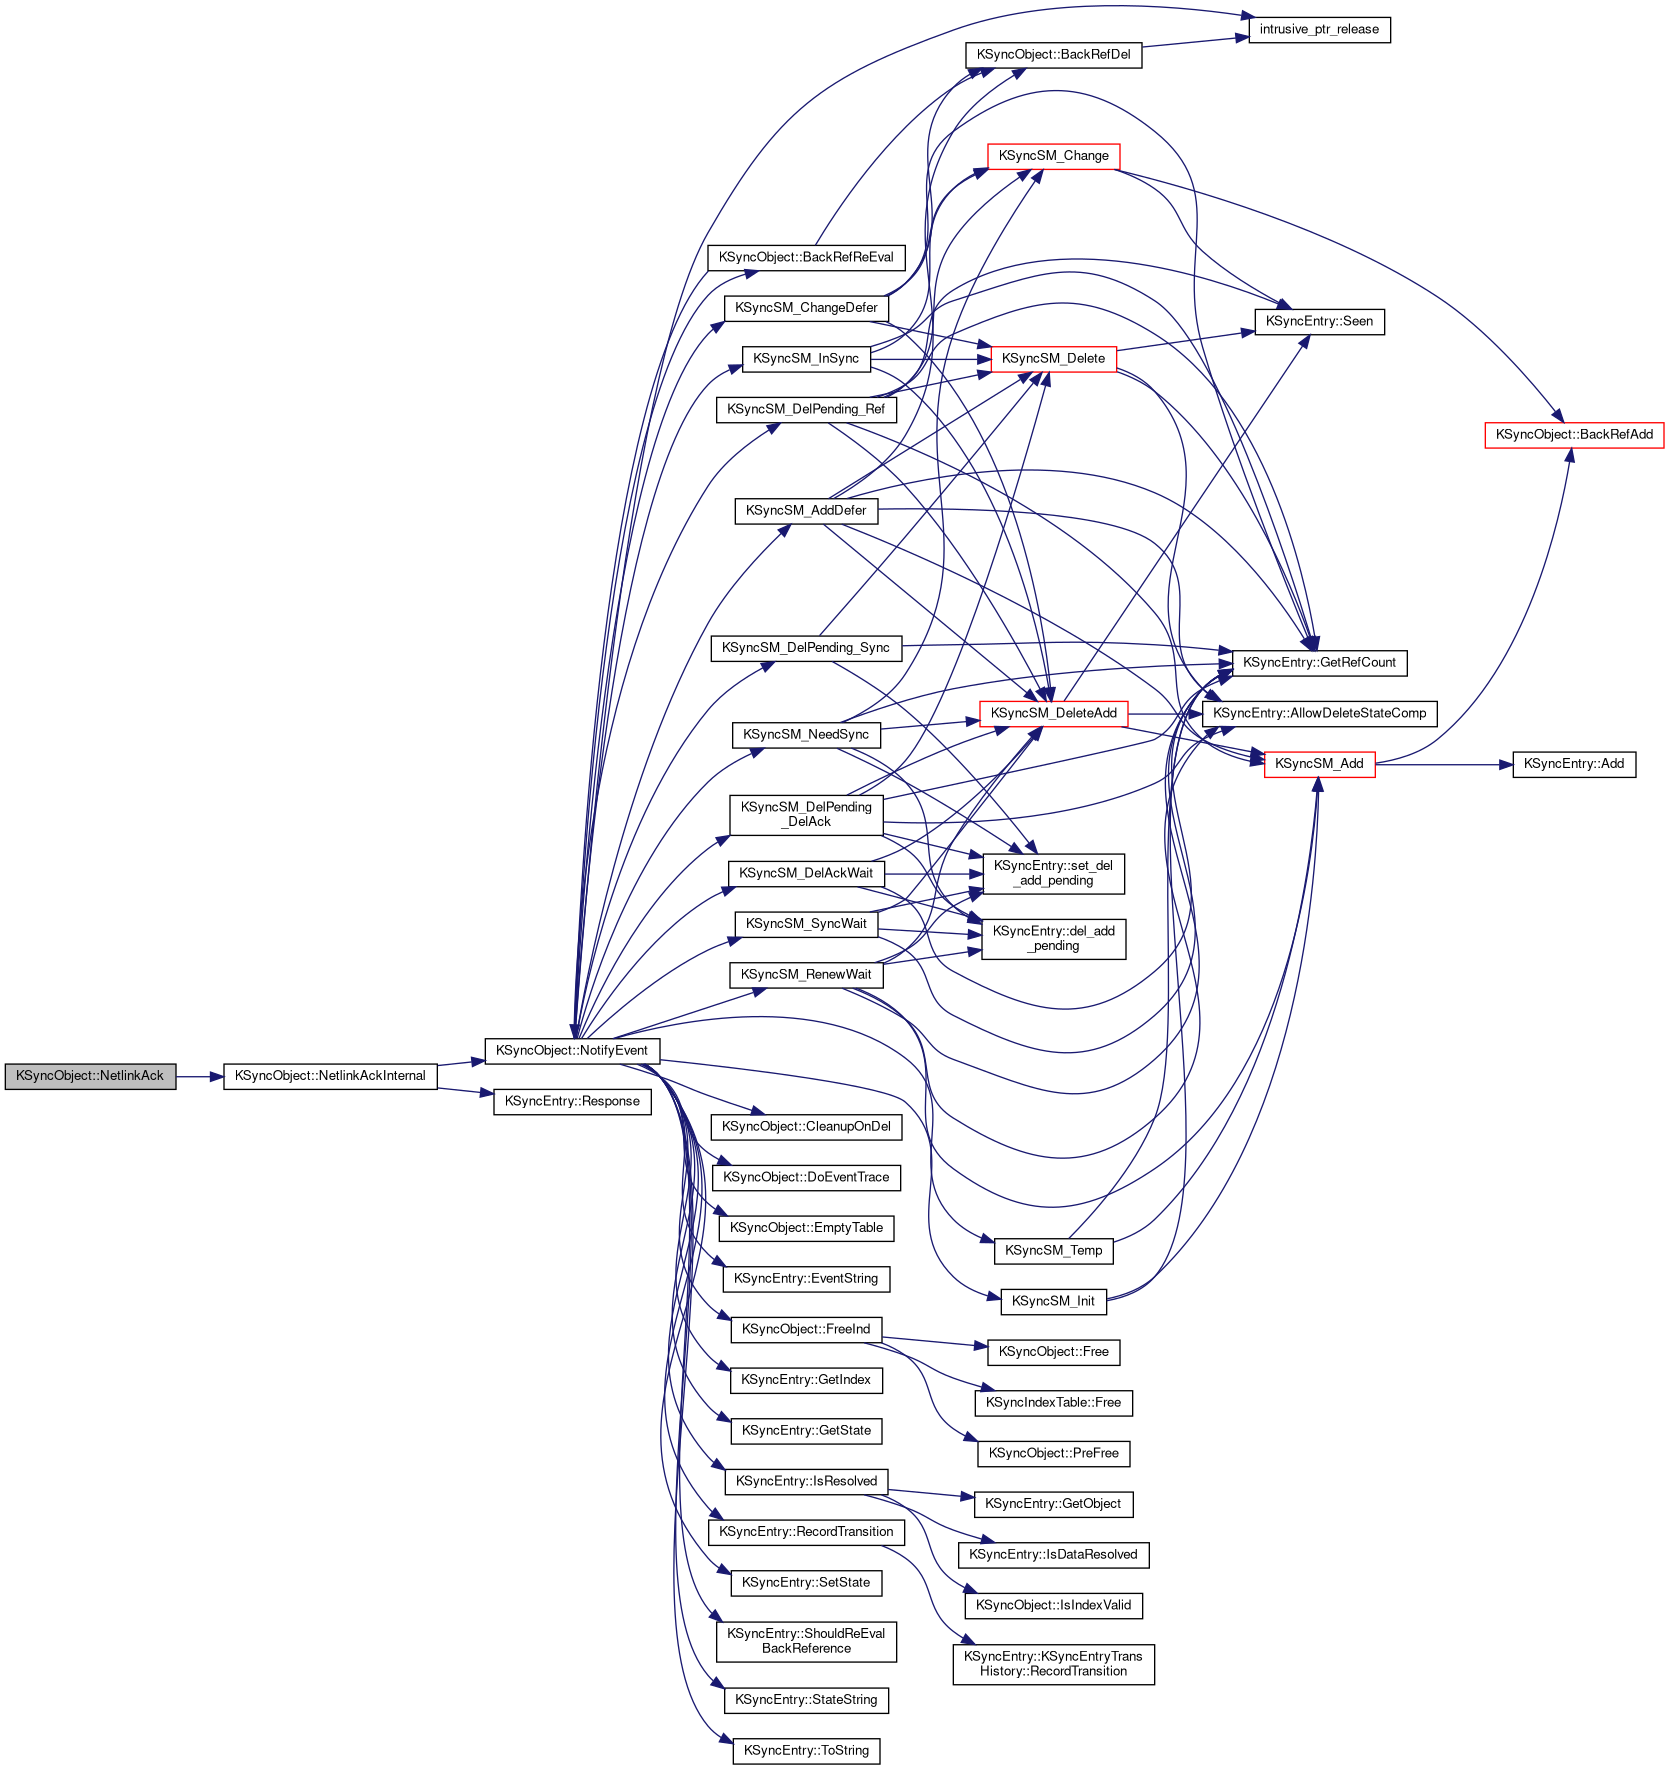 KSyncObject::NetlinkAck
KSyncObject::NetlinkAckInternal
KSyncObject::NotifyEvent
KSyncEntry::Response
KSyncObject::BackRefReEval
KSyncSM_ChangeDefer
KSyncSM_InSync
KSyncSM_DelPending_Ref
KSyncSM_AddDefer
KSyncSM_DelPending_Sync
KSyncSM_NeedSync
KSyncSM_DelPending
_DelAck
KSyncSM_DelAckWait
KSyncSM_SyncWait
KSyncSM_RenewWait
KSyncObject::CleanupOnDel
KSyncObject::DoEventTrace
KSyncObject::EmptyTable
KSyncEntry::EventString
KSyncObject::FreeInd
KSyncEntry::GetIndex
KSyncEntry::GetState
KSyncEntry::IsResolved
KSyncEntry::RecordTransition
KSyncEntry::SetState
KSyncEntry::ShouldReEval
BackReference
KSyncEntry::StateString
KSyncEntry::ToString
KSyncObject::BackRefDel
KSyncSM_Change
KSyncSM_Delete
KSyncSM_DeleteAdd
KSyncEntry::set_del
_add_pending
KSyncEntry::del_add
_pending
KSyncSM_Temp
KSyncSM_Init
KSyncObject::Free
KSyncIndexTable::Free
KSyncObject::PreFree
KSyncEntry::GetObject
KSyncEntry::IsDataResolved
KSyncObject::IsIndexValid
KSyncEntry::KSyncEntryTrans
History::RecordTransition
intrusive_ptr_release
KSyncEntry::Seen
KSyncEntry::GetRefCount
KSyncEntry::AllowDeleteStateComp
KSyncSM_Add
KSyncObject::BackRefAdd
KSyncEntry::Add